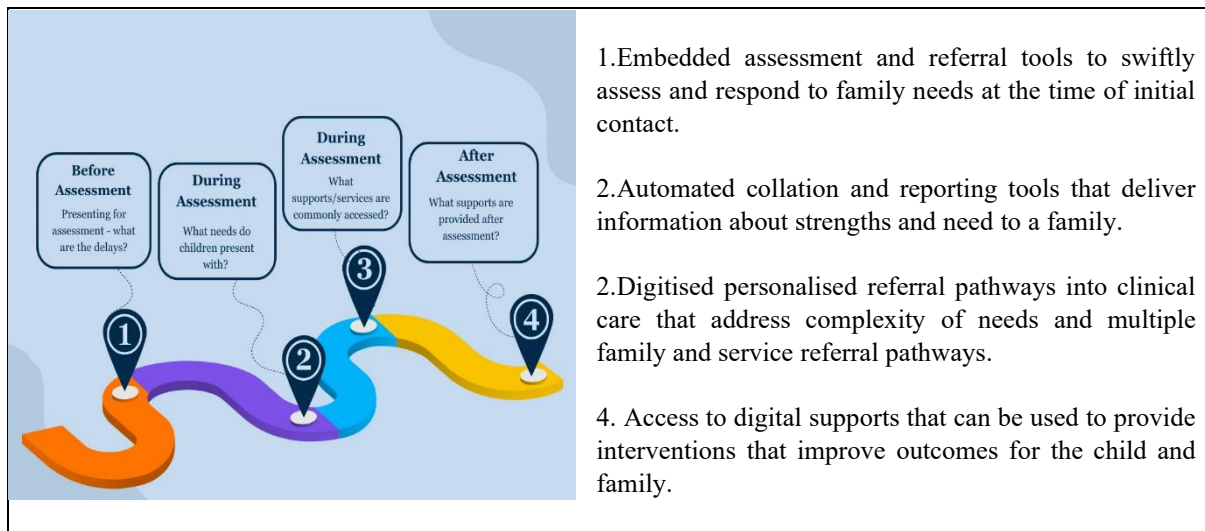 Before
Assessment
Presenting for
assessment - what
are the delays?
During
Assessment
What needs do
children present
with?
During
Assessment
What
supports/services are
commonly accessed?
After
Assessment
What supports are
provided after
assessment?
1
2
3
4
1.Embedded assessment and referral tools to swiftly
assess and respond to family needs at the time of initial
contact.
2.Automated collation and reporting tools that deliver
information about strengths and need to a family.
2.Digitised personalised referral pathways into clinical
care that address complexity of needs and multiple
family and service referral pathways.
4. Access to digital supports that can be used to provide
interventions that improve outcomes for the child and
family.